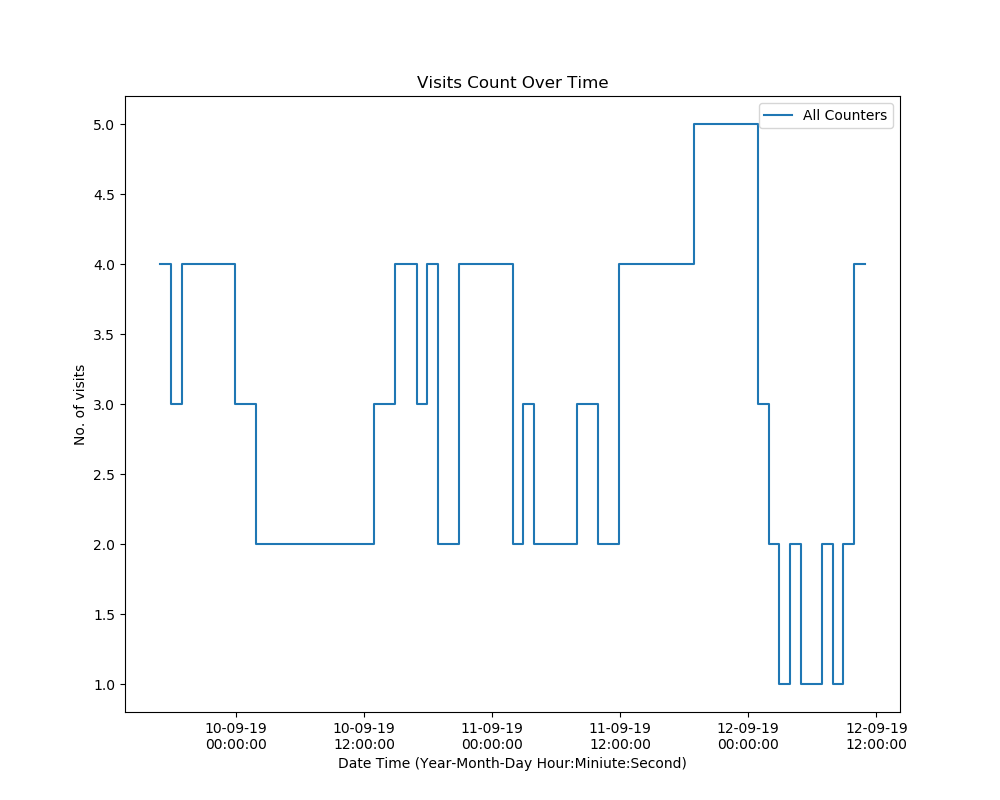 Visits Count Over Time
All Counters
5.0
4.5
4.0
3.5
3.0
2.5
2.0
1.5
1.0
No. of visits
10-09-19 10-09-19 11-09-19 11-09-19 12-09-19 12-09-19
00:00:00 12:00:00 00:00:00 12:00:00 00:00:00 12:00:00
Date Time (Year-Month-Day Hour:Miniute:Second)